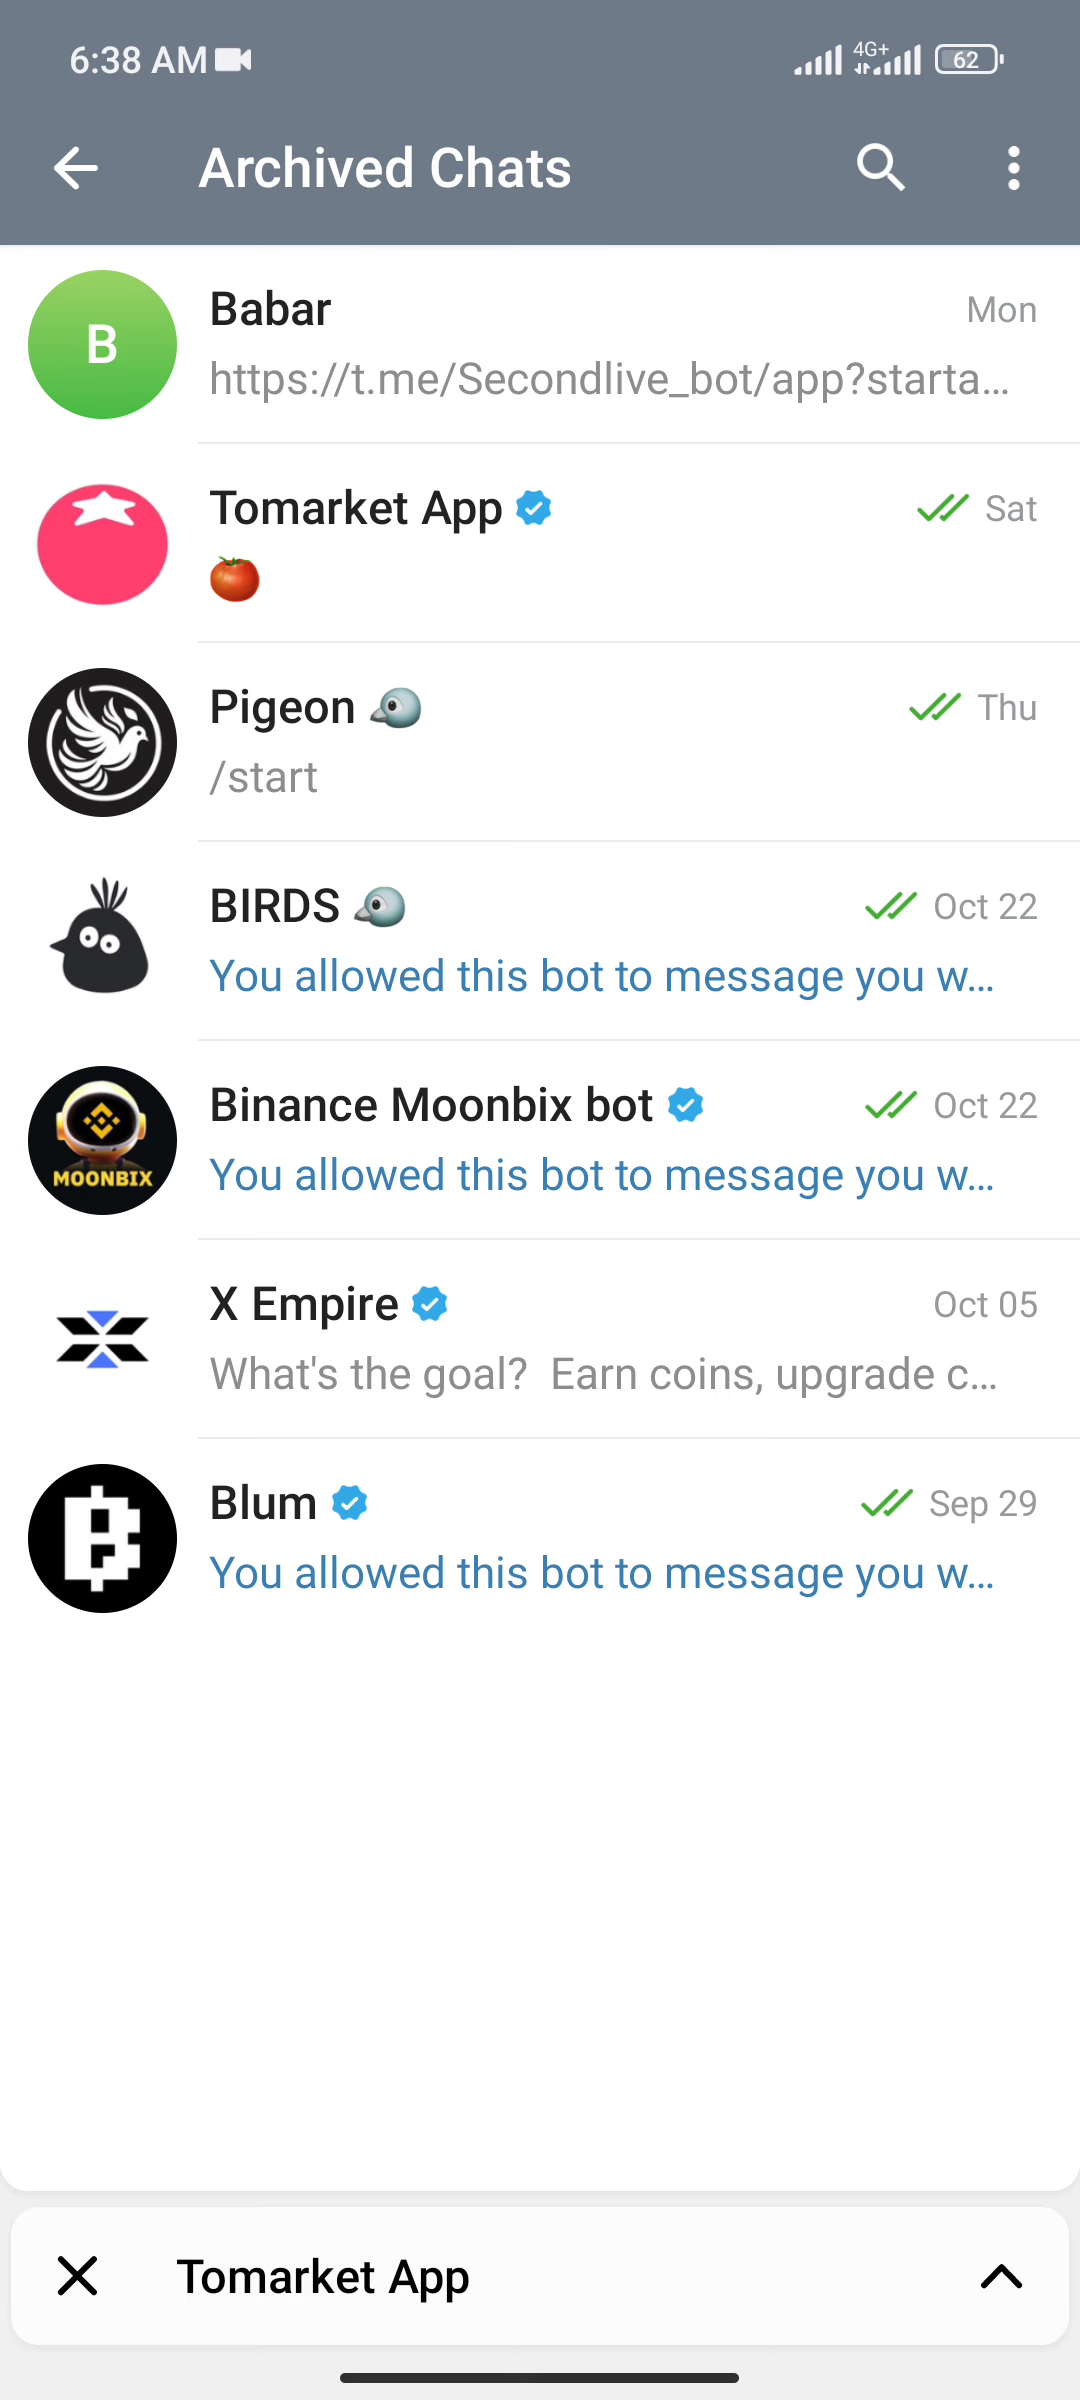 6:38 AM
4G+
62
Archived Chats
B
Babar
Mon
https://t.me/Secondlive_bot/app?starta...
Tomarket App
Sat
🍅
Pigeon 🐦
Thu
/start
BIRDS 🐦
Oct 22
You allowed this bot to message you w...
Binance Moonbix bot
Oct 22
MOONBIX
You allowed this bot to message you w...
X Empire
Oct 05
What's the goal?  Earn coins, upgrade c...
Blum
Sep 29
You allowed this bot to message you w...
Tomarket App